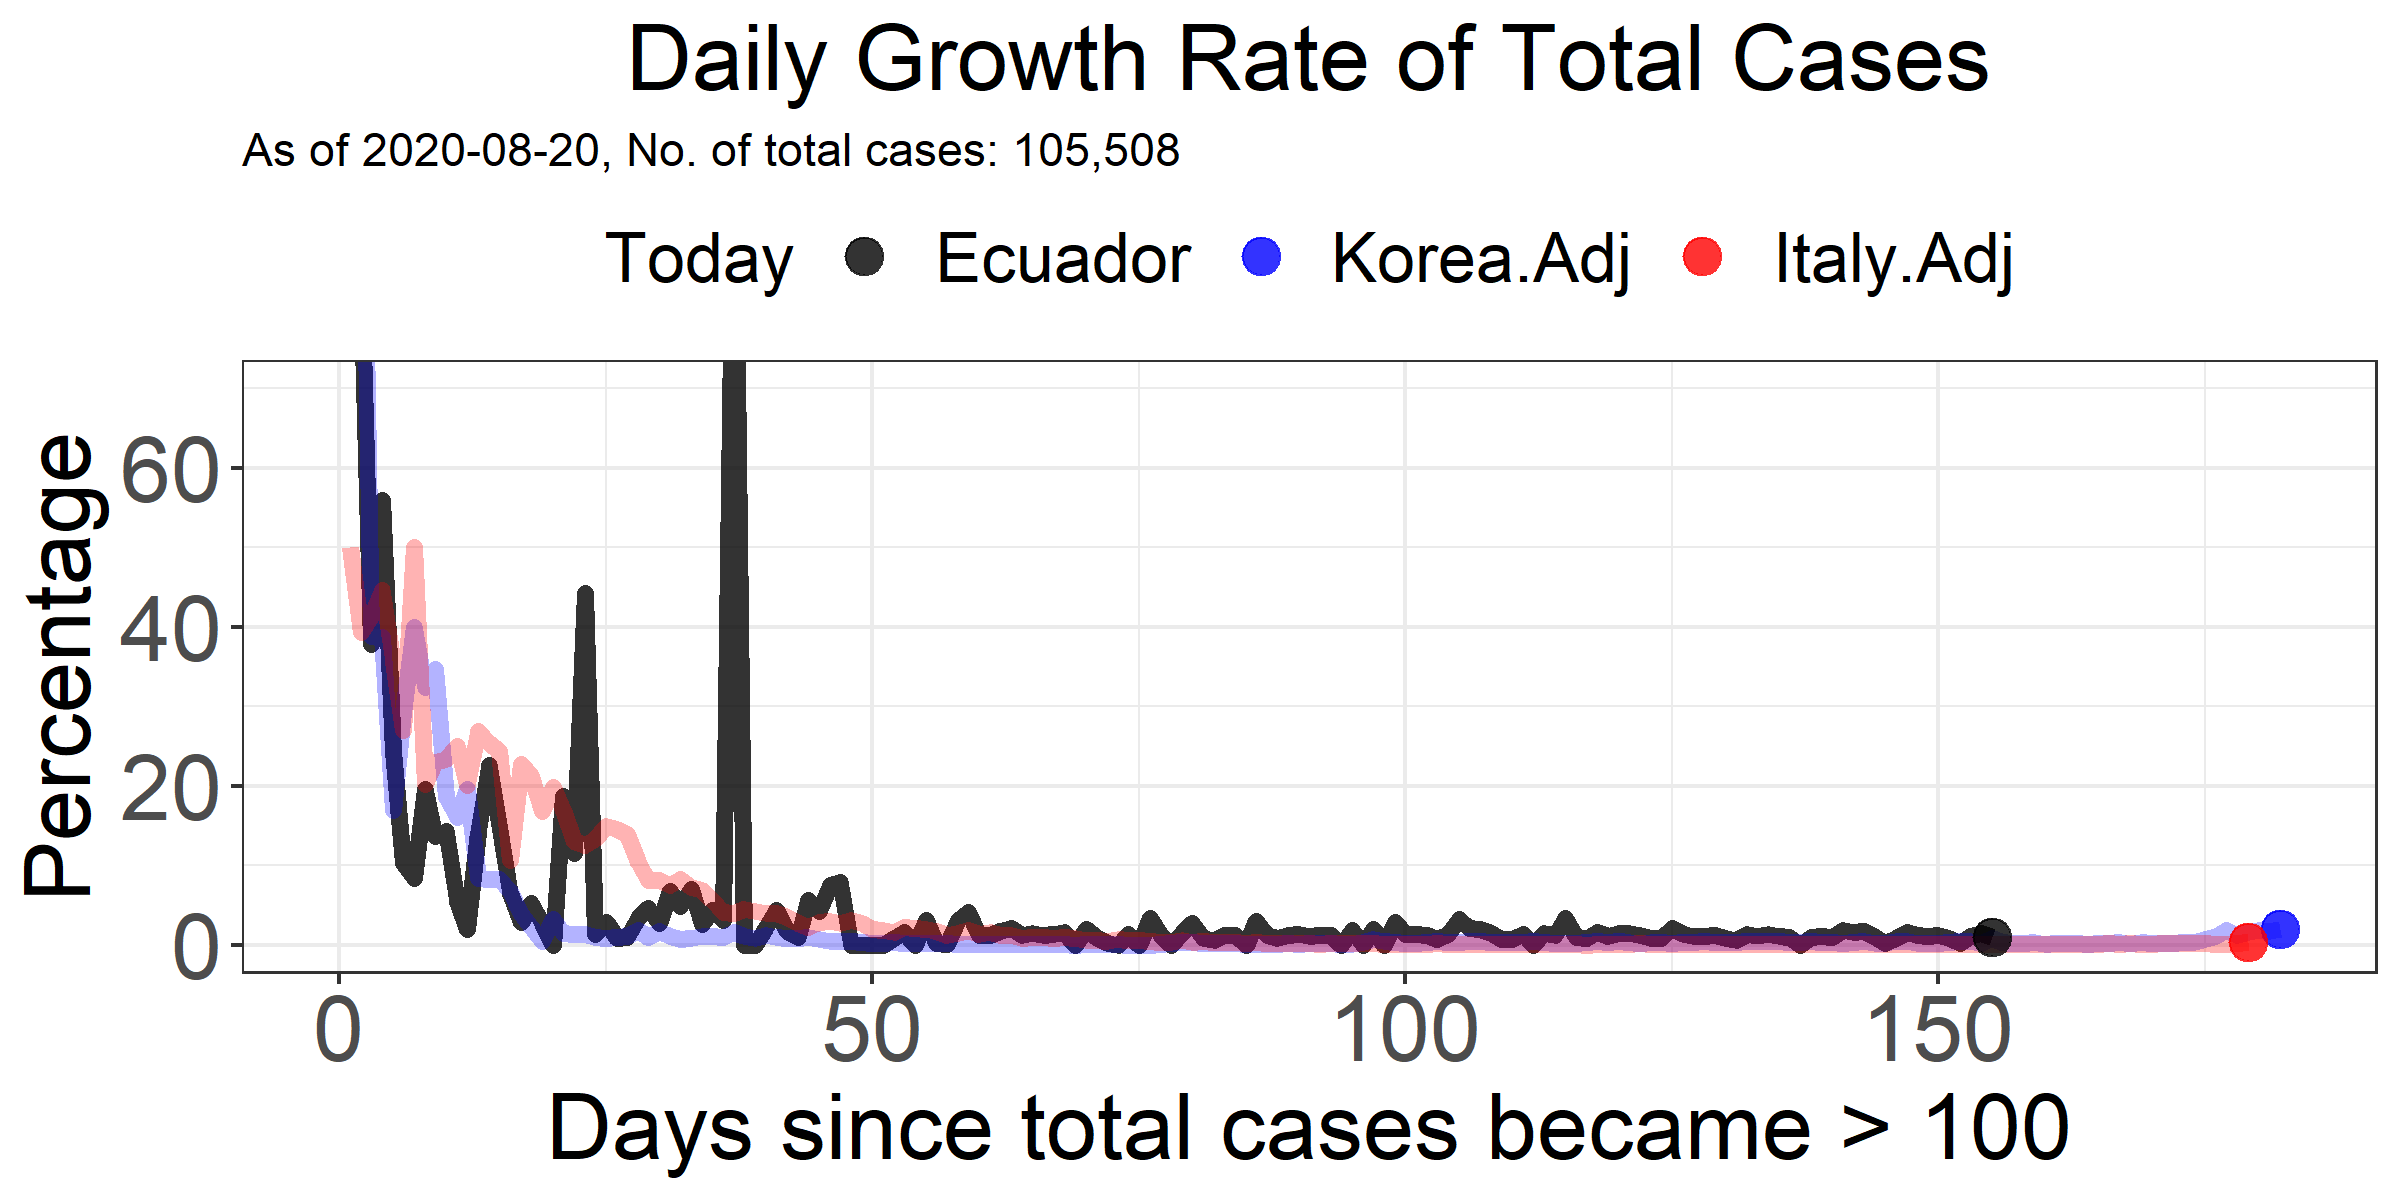 Daily Growth Rate of Total Cases
As of 2020-08-20, No. of total cases: 105,508
Today Ecuador Korea.Adj Italy.Adj
Percentage
60
40
20
0
0 50 100 150
Days since total cases became > 100